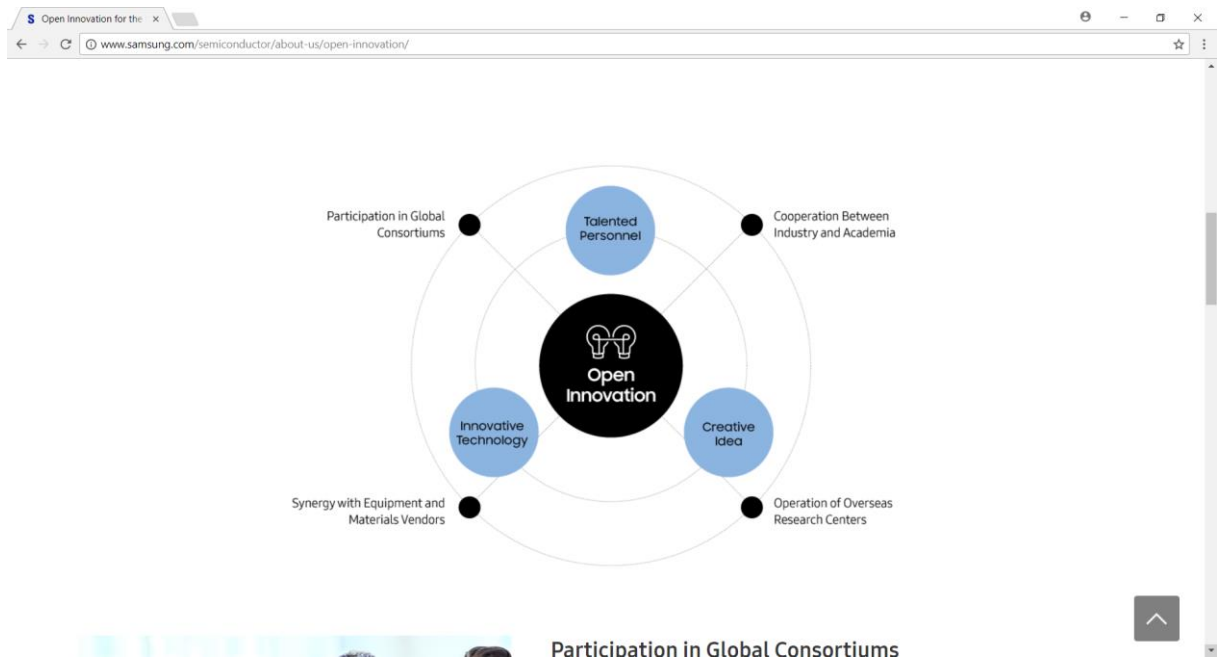 S Open Innovation for the
www.samsung.com/semiconductor/about-us/open-innovation/
Participation in Global
Consortiums
Talented
Personnel
Cooperation Between
Industry and Academia
Open
Innovation
Innovative
Technology
Creative
Idea
Synergy with Equipment and
Materials Vendors
Operation of Overseas
Research Centers
Participation in Global Consortiums